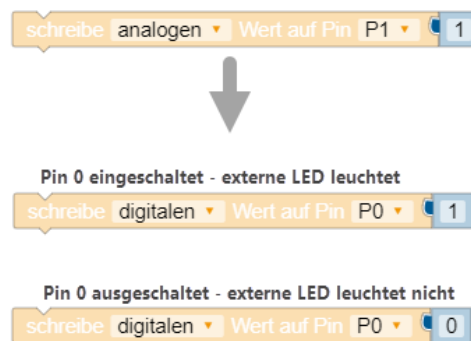 schreibe analogen Wert auf Pin P1 1
Pin 0 eingeschaltet - externe LED leuchtet
schreibe digitalen Wert auf Pin P0 1
Pin 0 ausgeschaltet - externe LED leuchtet nicht
schreibe digitalen Wert auf Pin P0 0